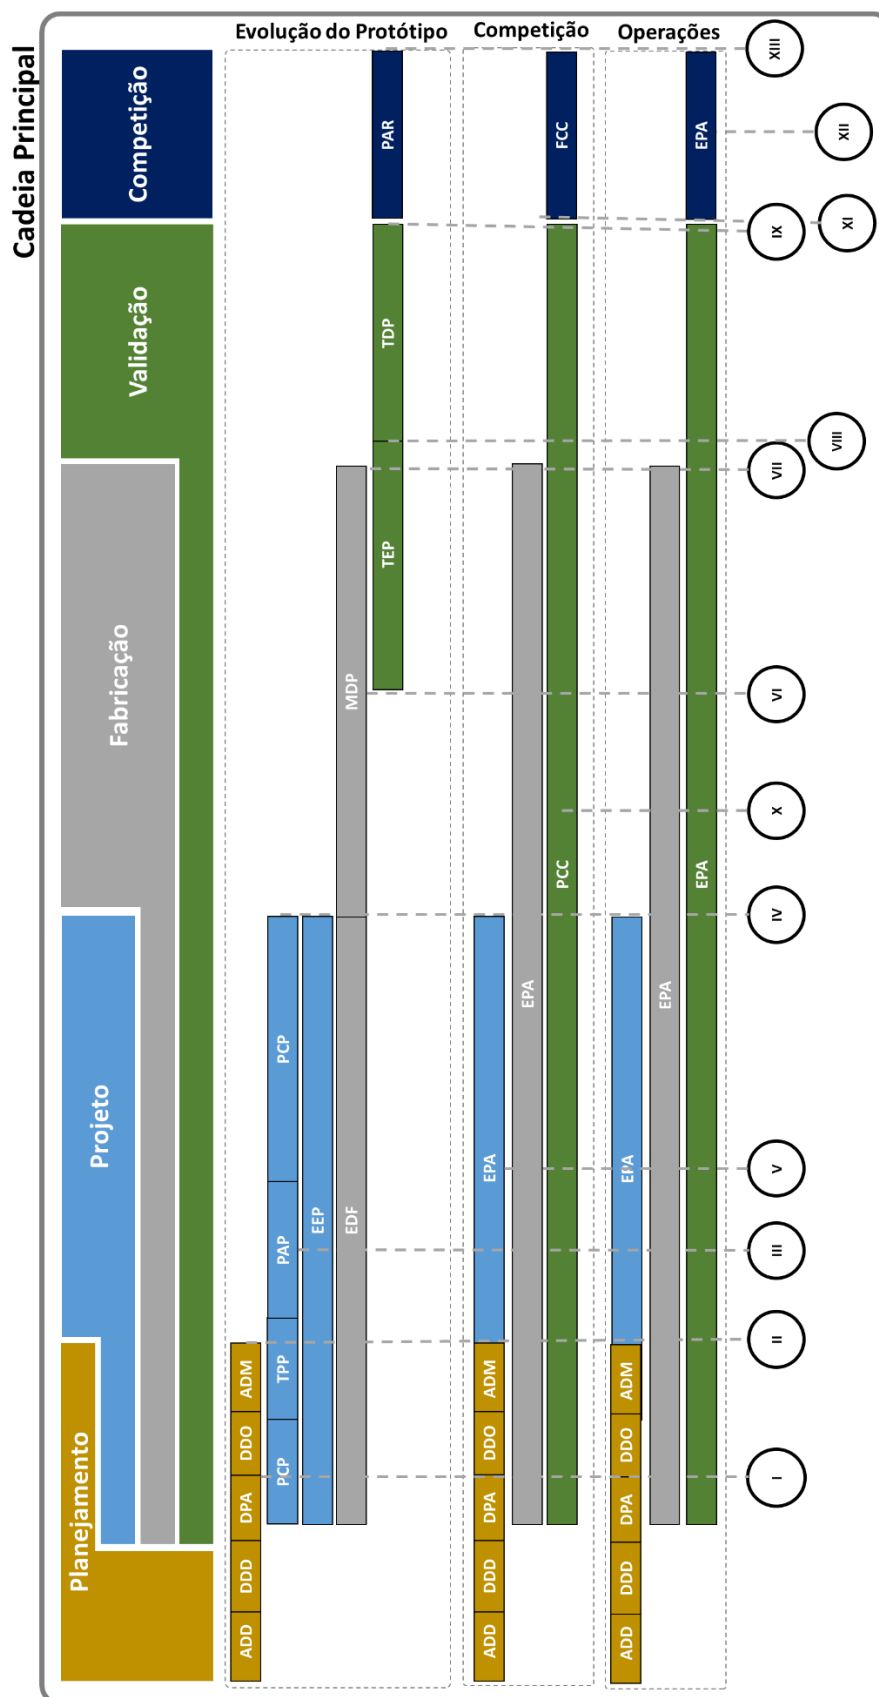 Cadeia Principal
Planejamento
Projeto
Fabricação
Validação
Competição
Evolução do Protótipo
ADD
DDD
DPA
DDO
ADM
PCP
TPP
PAP
PCP
EEP
EDF
MDP
TEP
TDP
PAR
Competição
ADD
DDD
DPA
DDO
ADM
EPA
EPA
PCC
FCC
Operações
ADD
DDD
DPA
DDO
ADM
EPA
EPA
EPA
EPA
I
II
III
V
IV
X
VI
VII
VIII
IX
XI
XII
XIII